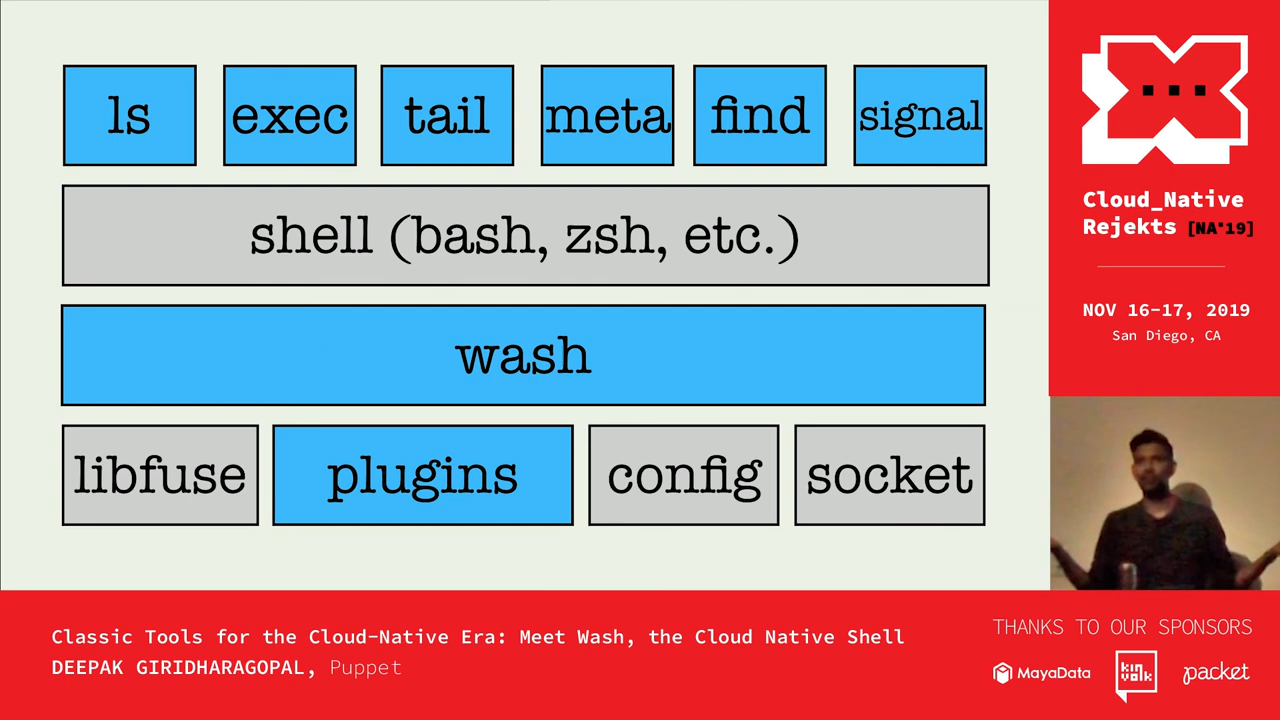 ls exec tail meta find signal
shell (bash, zsh, etc.)
wash
libfuse plugins config socket
Cloud_Native
Rejekts [NA'19]
NOV 16-17, 2019
San Diego, CA
Classic Tools for the Cloud-Native Era: Meet Wash, the Cloud Native Shell
DEEPAK GIRIDHARAGOPAL, Puppet
THANKS TO OUR SPONSORS
MayaData
kinvolk
packet